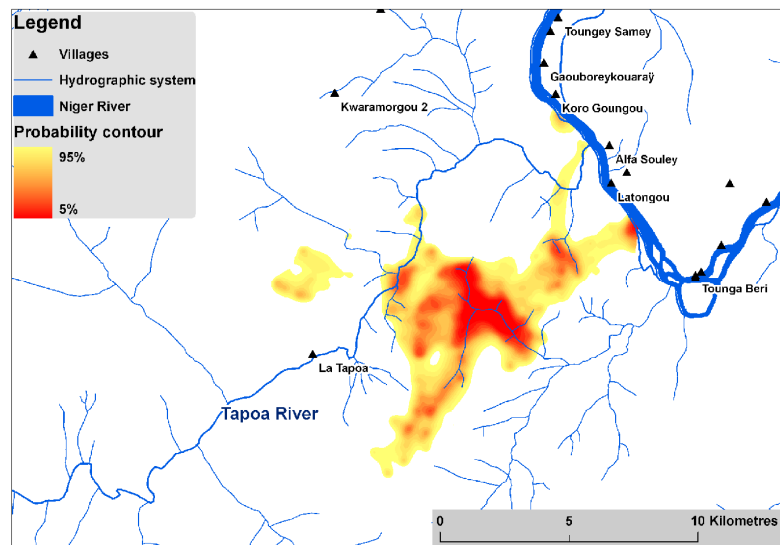 Legend
Villages
Hydrographic system
Niger River
Probability contour
95%
5%
Toungey Samey
Gaouboreykouaraÿ
Kwaramorgou 2
Koro Goungou
Alfa Souley
Latongou
Tounga Beri
La Tapoa
Tapoa River
0 5 10 Kilometres